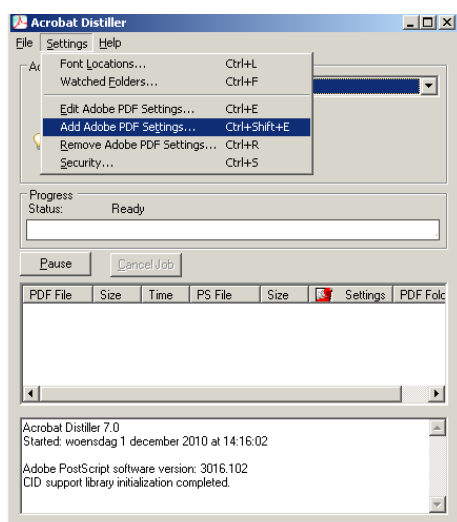 Acrobat Distiller
File Settings Help
Font Locations... Ctrl+L
Watched Folders... Ctrl+F
Edit Adobe PDF Settings... Ctrl+E
Add Adobe PDF Settings... Ctrl+Shift+E
Remove Adobe PDF Settings... Ctrl+R
Security... Ctrl+S
Progress
Status: Ready
Pause Cancel Job
PDF File Size Time PS File Size Settings PDF Fold
Acrobat Distiller 7.0
Started: woensdag 1 december 2010 at 14:16:02
Adobe PostScript software version: 3016.102
CID support library initialization completed.